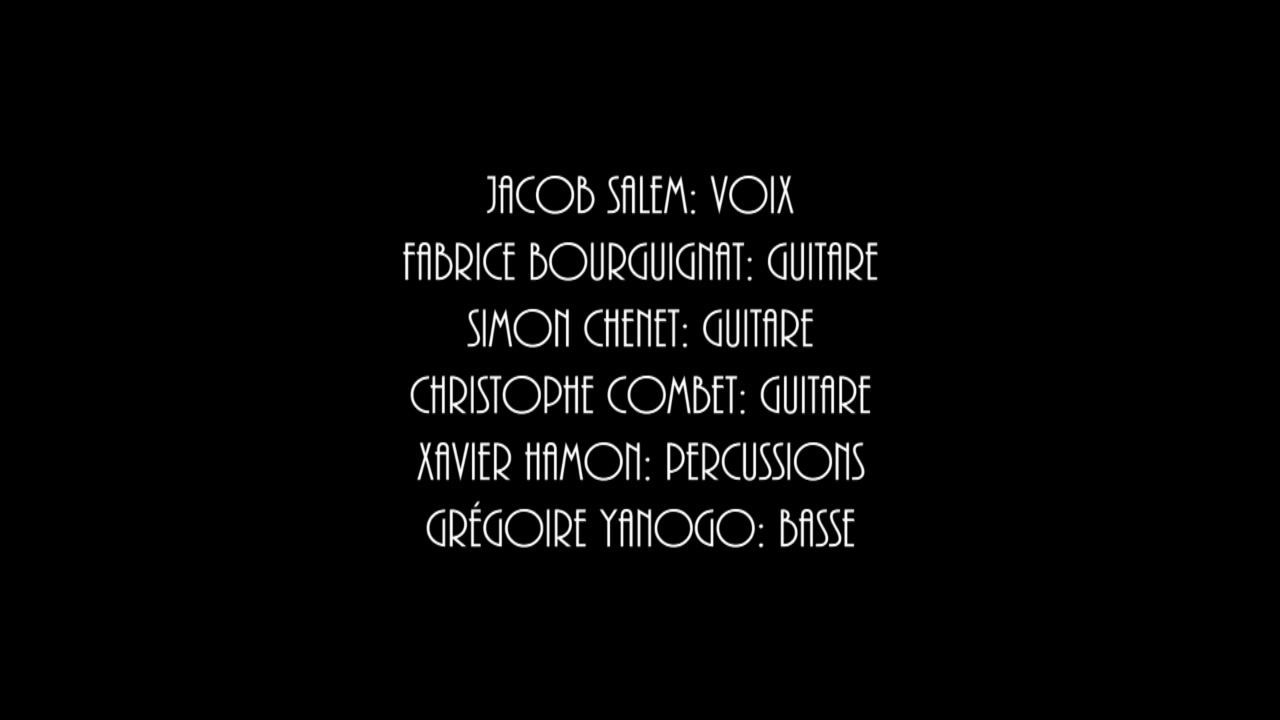 JACOB SALEM: VOIX
FABRICE BOURGUIGNAT: GUITARE
SIMON CHENET: GUITARE
CHRISTOPHE COMBET: GUITARE
XAVIER HAMON: PERCUSSIONS
GRÉGOIRE YANOGO: BASSE